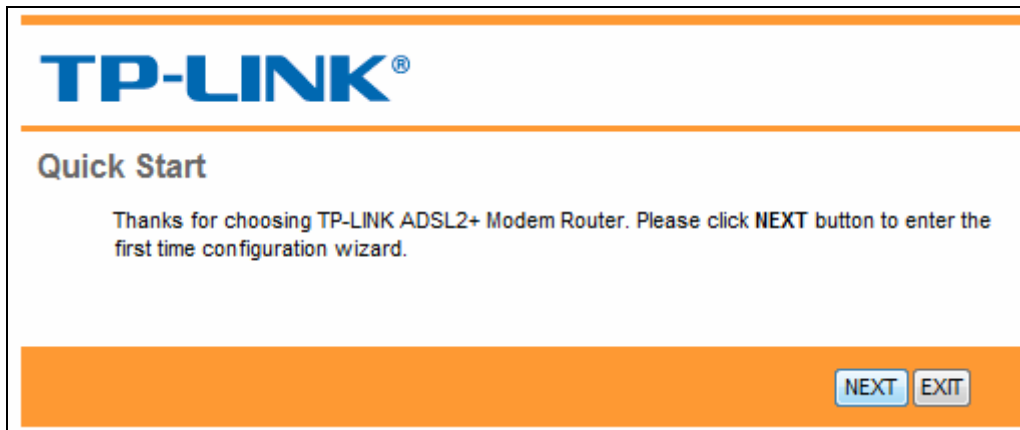 TP-LINK®
Quick Start
Thanks for choosing TP-LINK ADSL2+ Modem Router. Please click NEXT button to enter the
first time configuration wizard.
NEXT EXIT